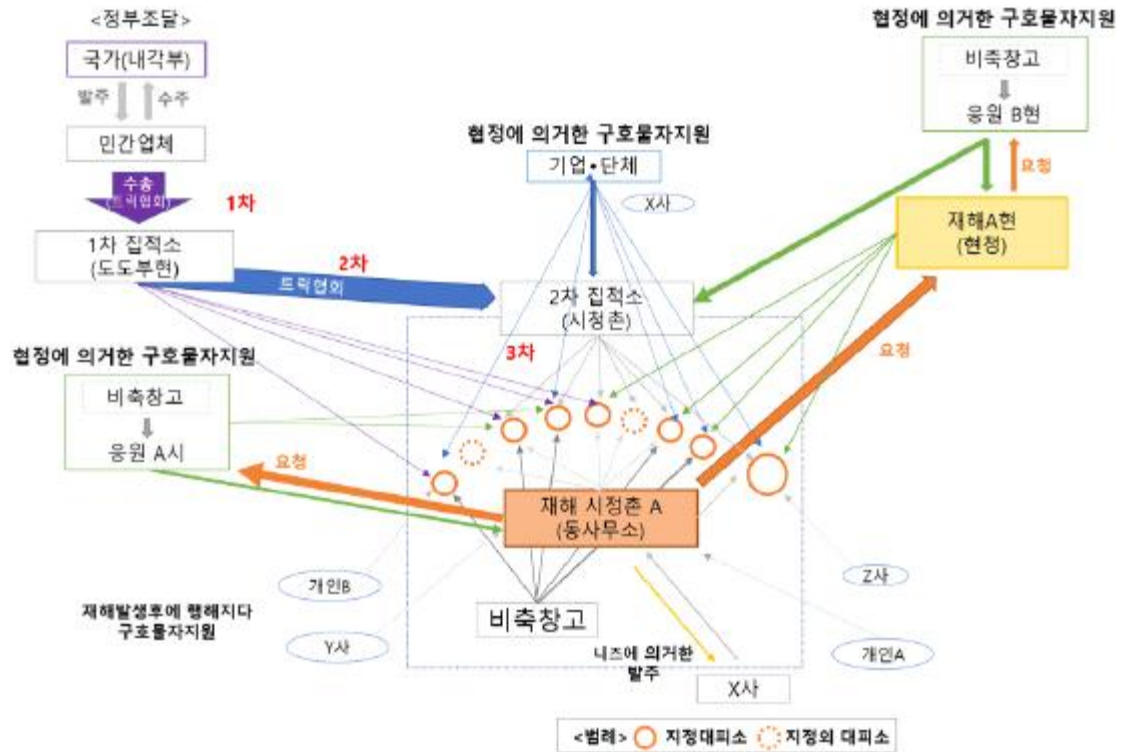 <정부조달>
국가(내각부)
발주
수주
민간업체
수송
(트럭협회)
1차
1차 집적소
(도도부현)
2차
트럭협회
협정에 의거한 구호물자지원
기업•단체
X사
2차 집적소
(시정촌)
3차
협정에 의거한 구호물자지원
비축창고
응원 B현
요청
재해A현
(현청)
요청
협정에 의거한 구호물자지원
비축창고
응원 A시
요청
재해 시정촌 A
(동사무소)
개인B
Y사
재해발생후에 행해지다
구호물자지원
비축창고
니즈에 의거한
발주
X사
Z사
개인A
<범례> 지정대피소 지정외 대피소